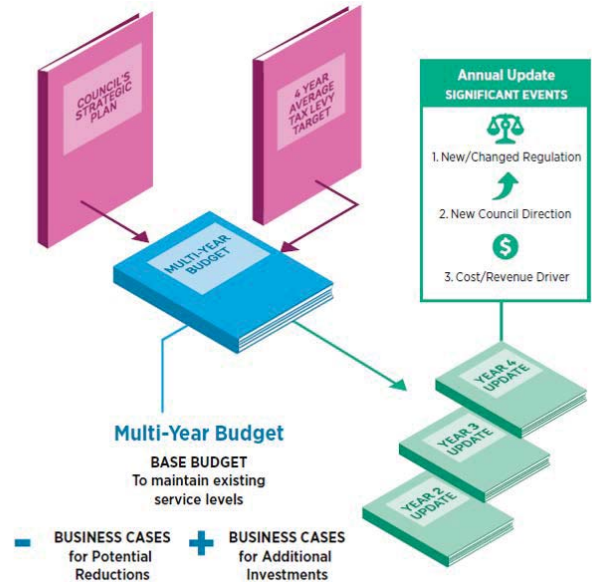 COUNCIL'S
STRATEGIC
PLAN
4 YEAR
AVERAGE
TAX LEVY
TARGET
Annual Update
SIGNIFICANT EVENTS
1. New/Changed Regulation
2. New Council Direction
$
3. Cost/Revenue Driver
MULTI-YEAR
BUDGET
YEAR 4
UPDATE
YEAR 3
UPDATE
YEAR 2
UPDATE
Multi-Year Budget
BASE BUDGET
To maintain existing
service levels
- BUSINESS CASES
for Potential
Reductions
+ BUSINESS CASES
for Additional
Investments